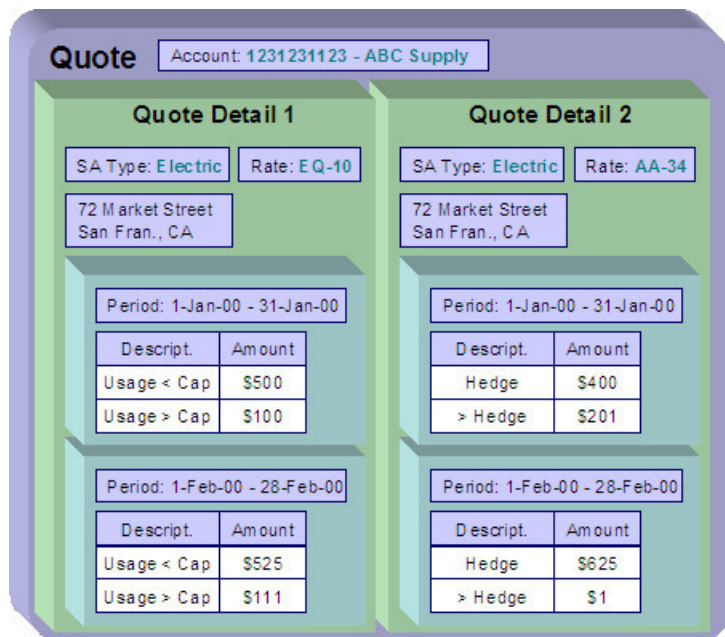 Quote
Account: 1231231123 - ABC Supply
Quote Detail 1
SA Type: Electric
Rate: EQ-10
72 Market Street
San Fran., CA
Period: 1-Jan-00 - 31-Jan-00
Descript. Amount
Usage < Cap $500
Usage > Cap $100
Period: 1-Feb-00 - 28-Feb-00
Descript. Amount
Usage < Cap $525
Usage > Cap $111
Quote Detail 2
SA Type: Electric
Rate: AA-34
72 Market Street
San Fran., CA
Period: 1-Jan-00 - 31-Jan-00
Descript. Amount
Hedge $400
> Hedge $201
Period: 1-Feb-00 - 28-Feb-00
Descript. Amount
Hedge $625
> Hedge $1